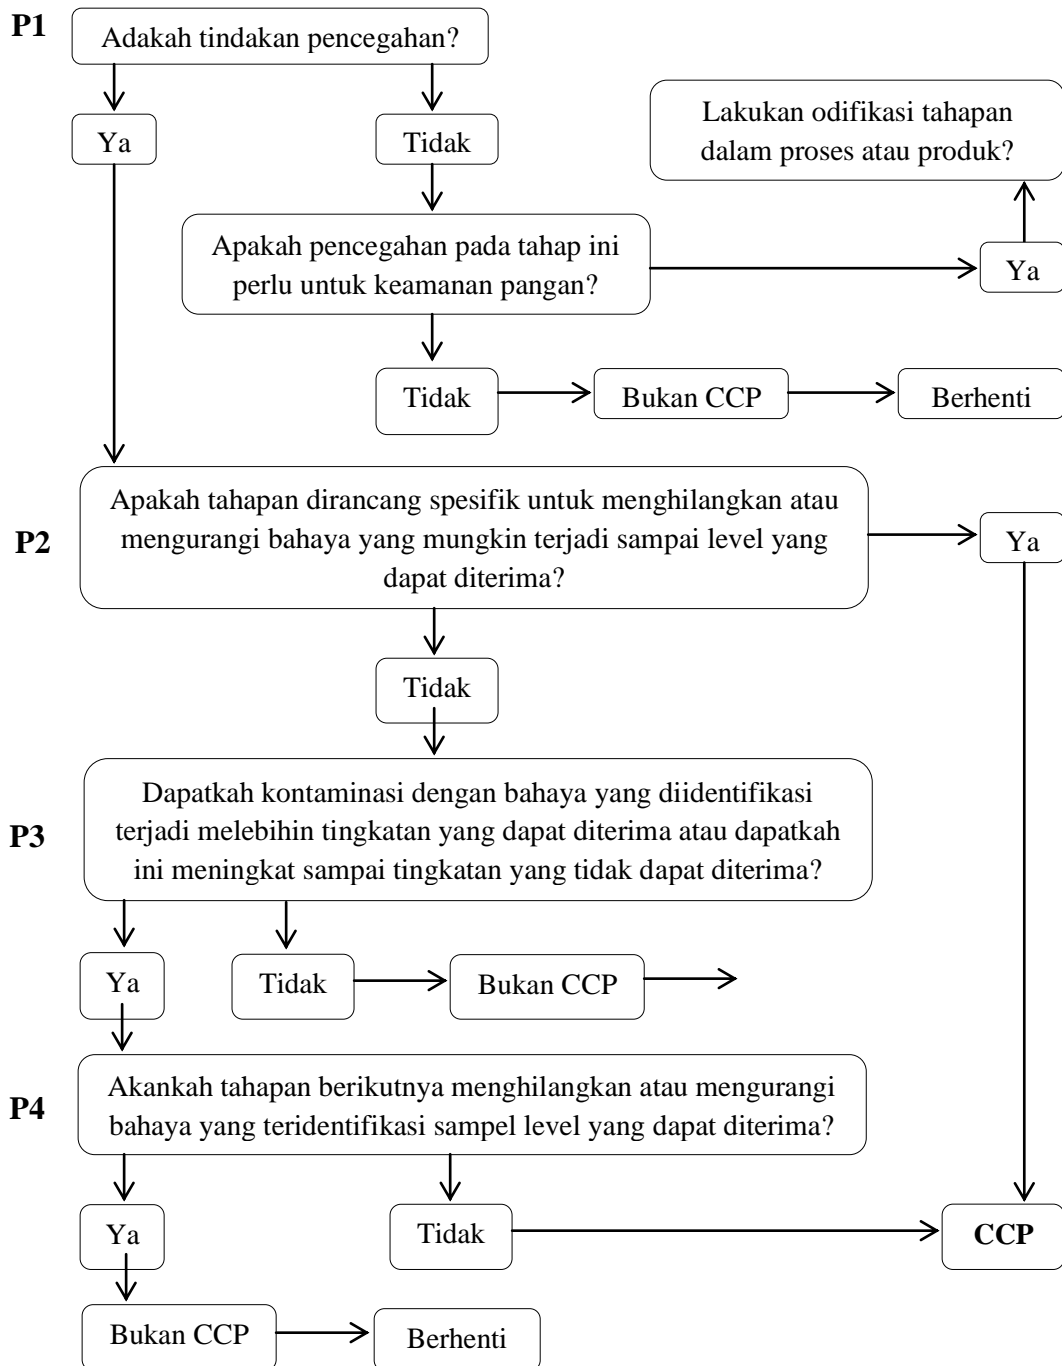 P1
Adakah tindakan pencegahan?
Ya
Tidak
Lakukan odifikasi tahapan
dalam proses atau produk?
Apakah pencegahan pada tahap ini
perlu untuk keamanan pangan?
Ya
Tidak
Bukan CCP
Berhenti
P2
Apakah tahapan dirancang spesifik untuk menghilangkan atau
mengurangi bahaya yang mungkin terjadi sampai level yang
dapat diterima?
Ya
Tidak
P3
Dapatkah kontaminasi dengan bahaya yang diidentifikasi
terjadi melebihin tingkatan yang dapat diterima atau dapatkah
ini meningkat sampai tingkatan yang tidak dapat diterima?
Ya
Tidak
Bukan CCP
P4
Akankah tahapan berikutnya menghilangkan atau mengurangi
bahaya yang teridentifikasi sampel level yang dapat diterima?
Ya
Tidak
CCP
Bukan CCP
Berhenti